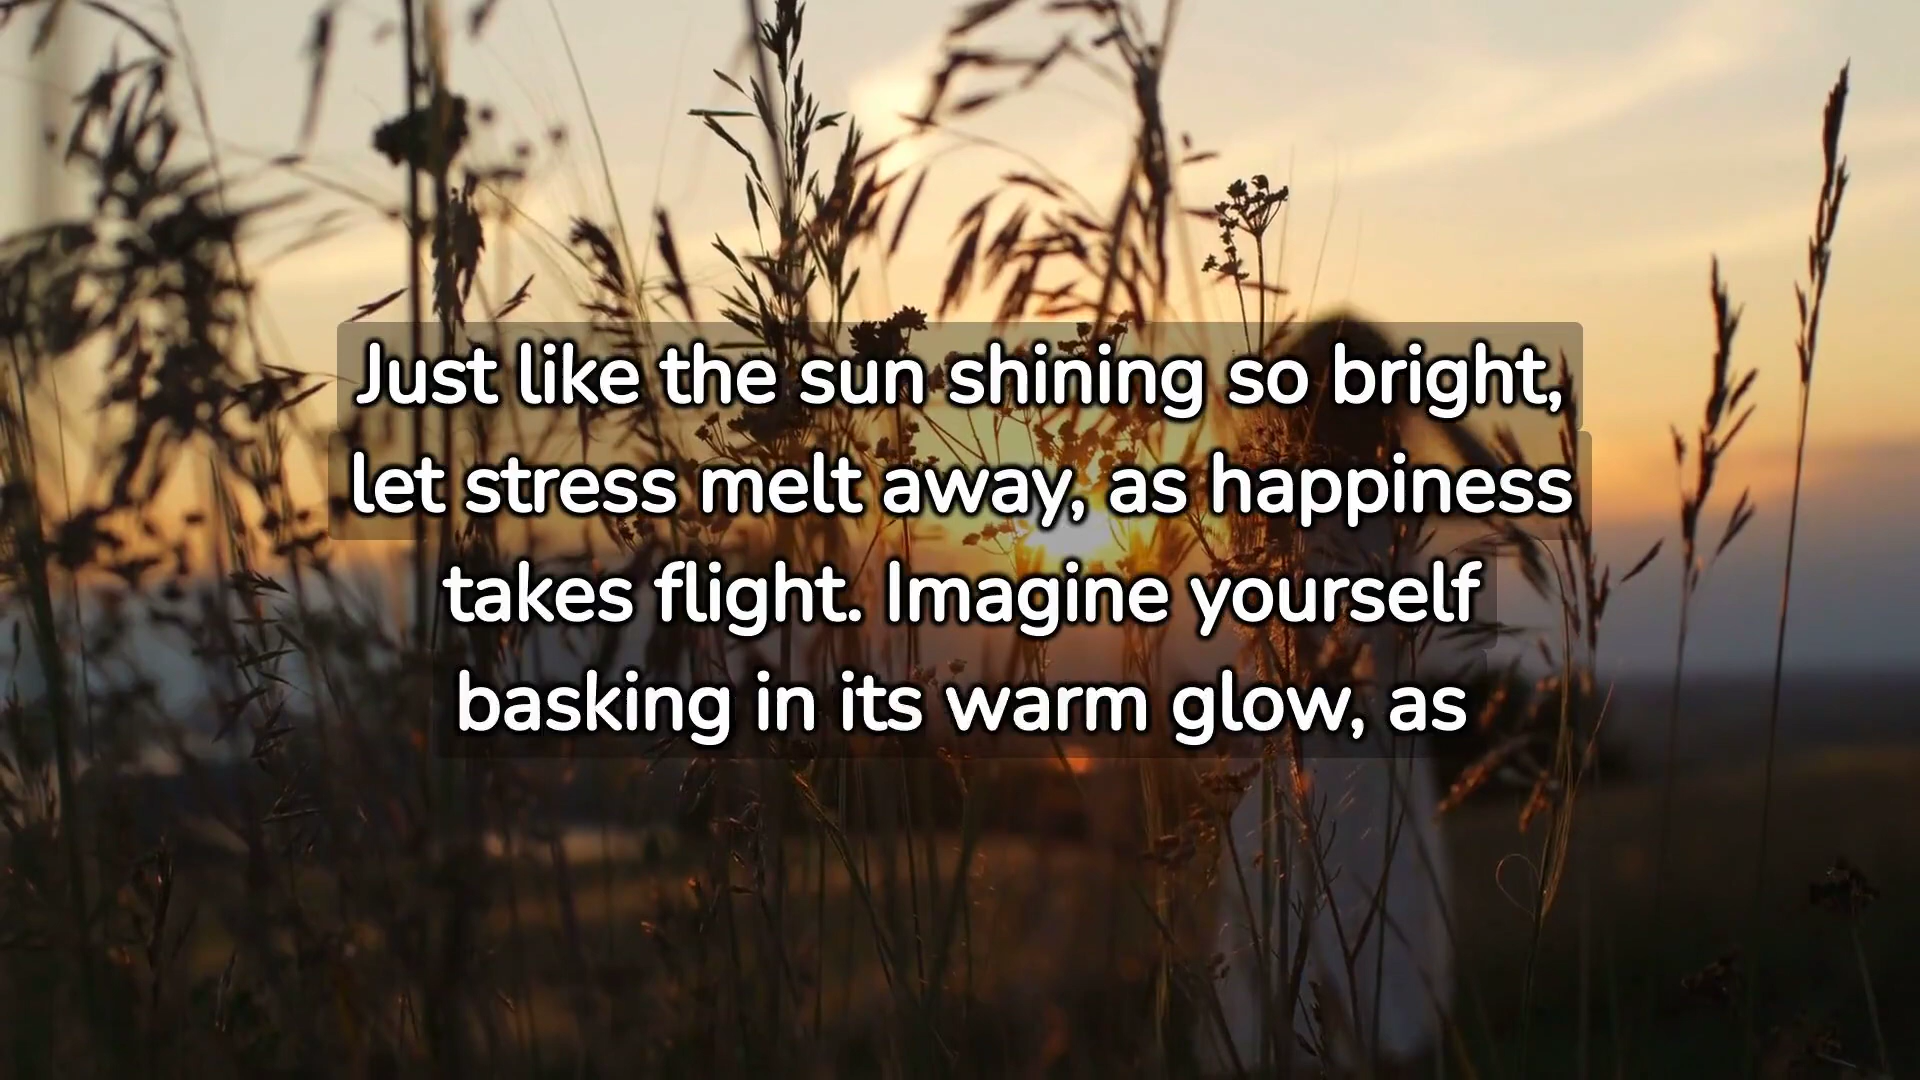 Just like the sun shining so bright,
let stress melt away, as happiness
takes flight. Imagine yourself
basking in its warm glow, as